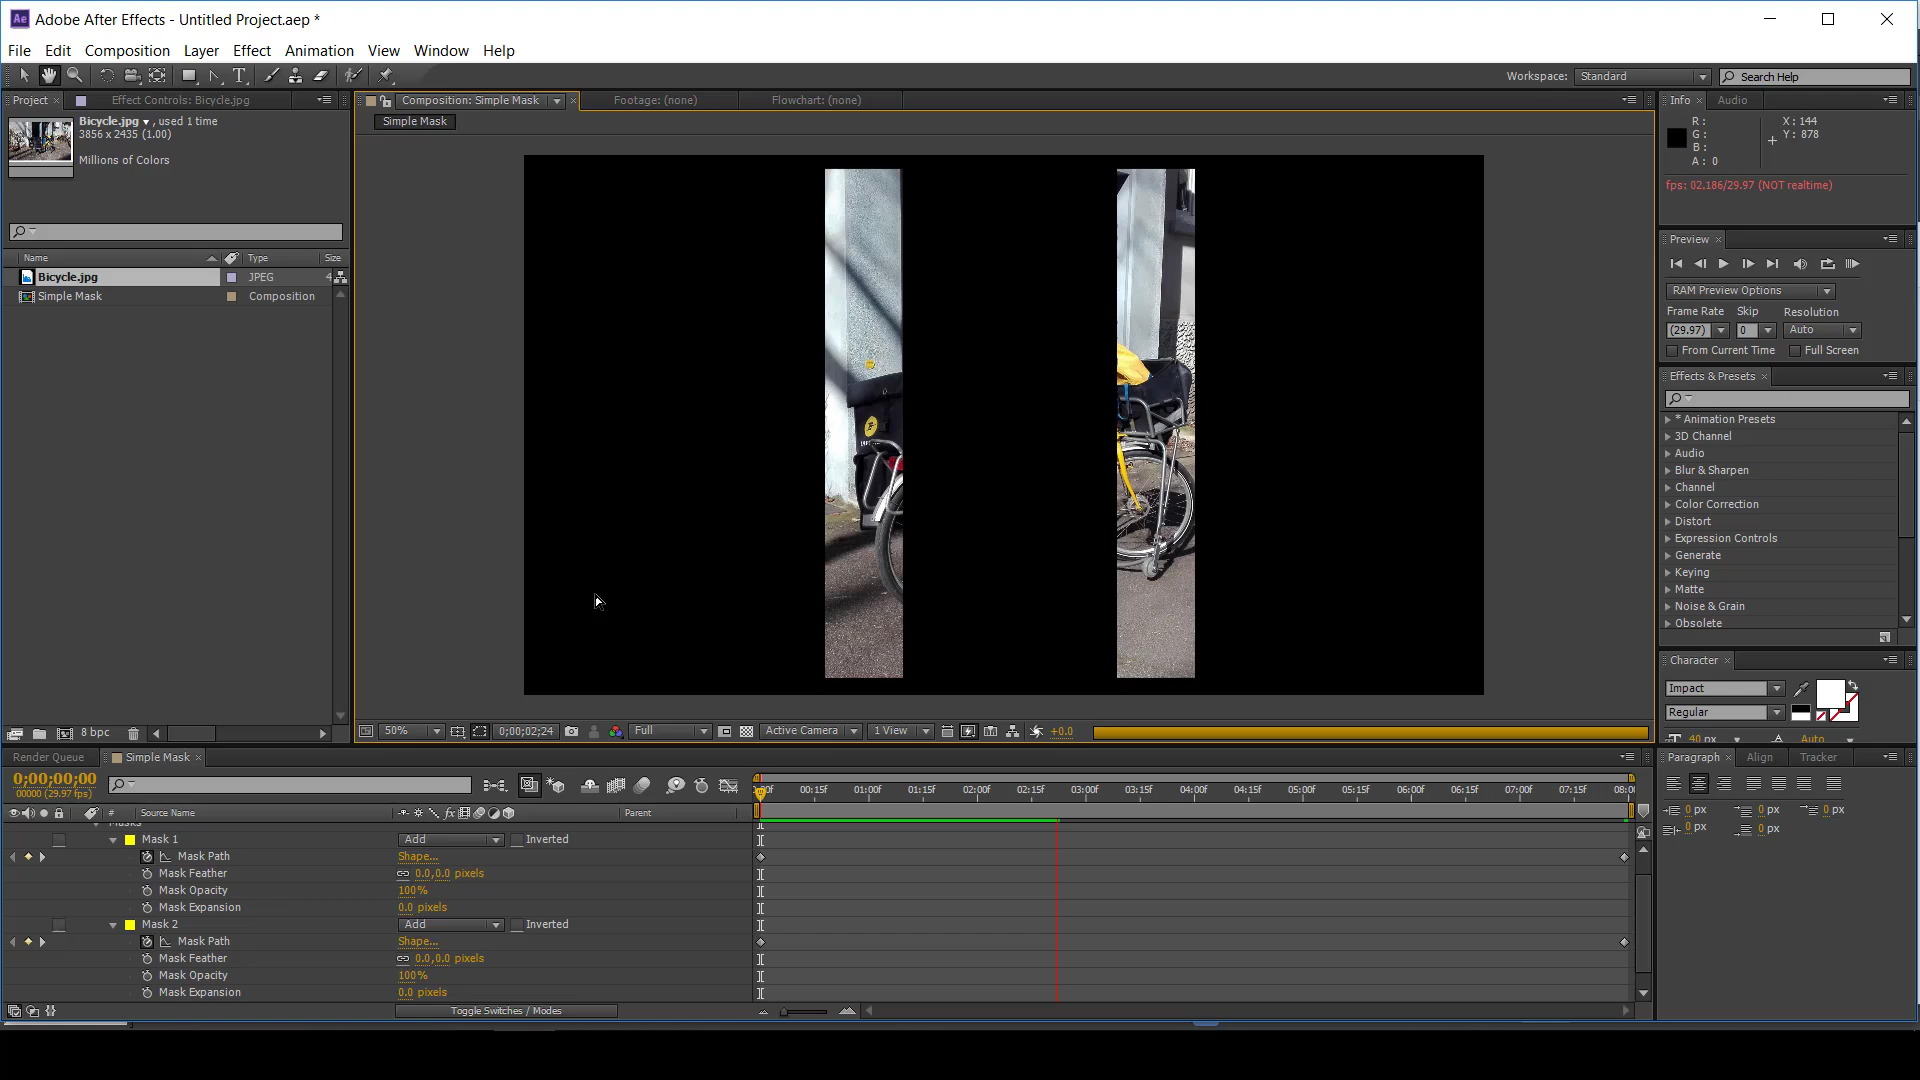 Ae Adobe After Effects - Untitled Project.aep *
File Edit Composition Layer Effect Animation View Window Help
T
Workspace: Standard Search Help
Project Effect Controls: Bicycle.jpg
Composition: Simple Mask Footage: (none) Flowchart: (none)
Info Audio
Bicycle.jpg , used 1 time
3856 x 2435 (1.00)
Millions of Colors
Simple Mask
R :
G :
B :
A : 0
X : 144
Y : 878
fps: 02.186/29.97 (NOT realtime)
Name Type Size
Bicycle.jpg JPEG 4
Simple Mask Composition
Preview
RAM Preview Options
Frame Rate Skip Resolution
(29.97) 0 Auto
From Current Time Full Screen
Effects & Presets
* Animation Presets
3D Channel
Audio
Blur & Sharpen
Channel
Color Correction
Distort
Expression Controls
Generate
Keying
Matte
Noise & Grain
Obsolete
Character
Impact
Regular
40 px Auto
8 bpc
50% 0;00;02;24 Full Active Camera 1 View +0.0
Render Queue Simple Mask
0;00;00;00
00000 (29.97 fps)
00f 00:15f 01:00f 01:15f 02:00f 02:15f 03:00f 03:15f 04:00f 04:15f 05:00f 05:15f 06:00f 06:15f 07:00f 07:15f 08:00
# Source Name fx Parent
Masks
Mask 1 Add Inverted
Mask Path Shape...
Mask Feather 0.0,0.0 pixels
Mask Opacity 100%
Mask Expansion 0.0 pixels
Mask 2 Add Inverted
Mask Path Shape...
Mask Feather 0.0,0.0 pixels
Mask Opacity 100%
Mask Expansion 0.0 pixels
Toggle Switches / Modes
Paragraph Align Tracker
0 px 0 px 0 px
0 px 0 px